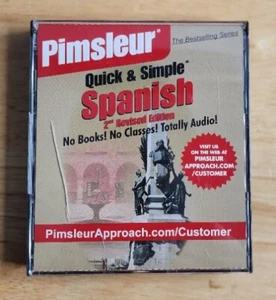 Pimsleur®
The Bestselling Series
Quick & Simple™
Spanish
2nd Revised Edition
No Books! No Classes! Totally Audio!
VISIT US
ON THE WEB AT
PIMSLEUR
APPROACH.COM
/CUSTOMER
PimsleurApproach.com/Customer